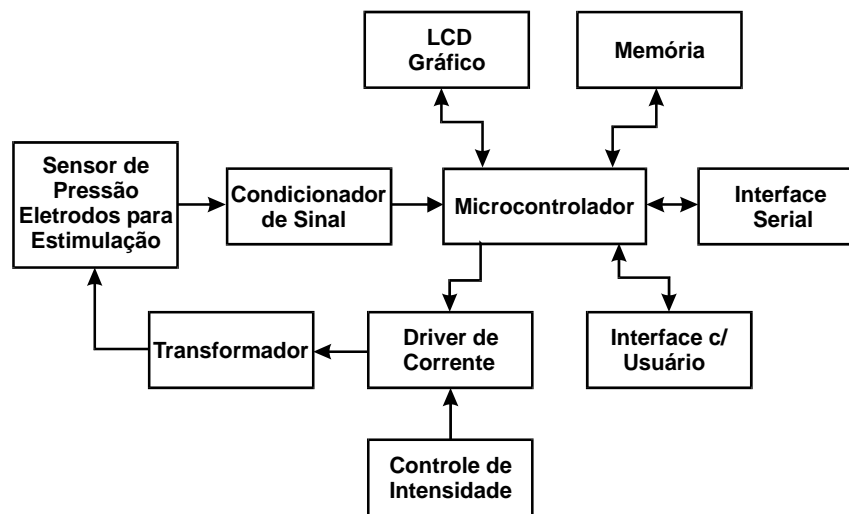 LCD
Gráfico
Memória
Sensor de
Pressão
Eletrodos para
Estimulação
Condicionador
de Sinal
Microcontrolador
Interface
Serial
Transformador
Driver de
Corrente
Interface c/
Usuário
Controle de
Intensidade